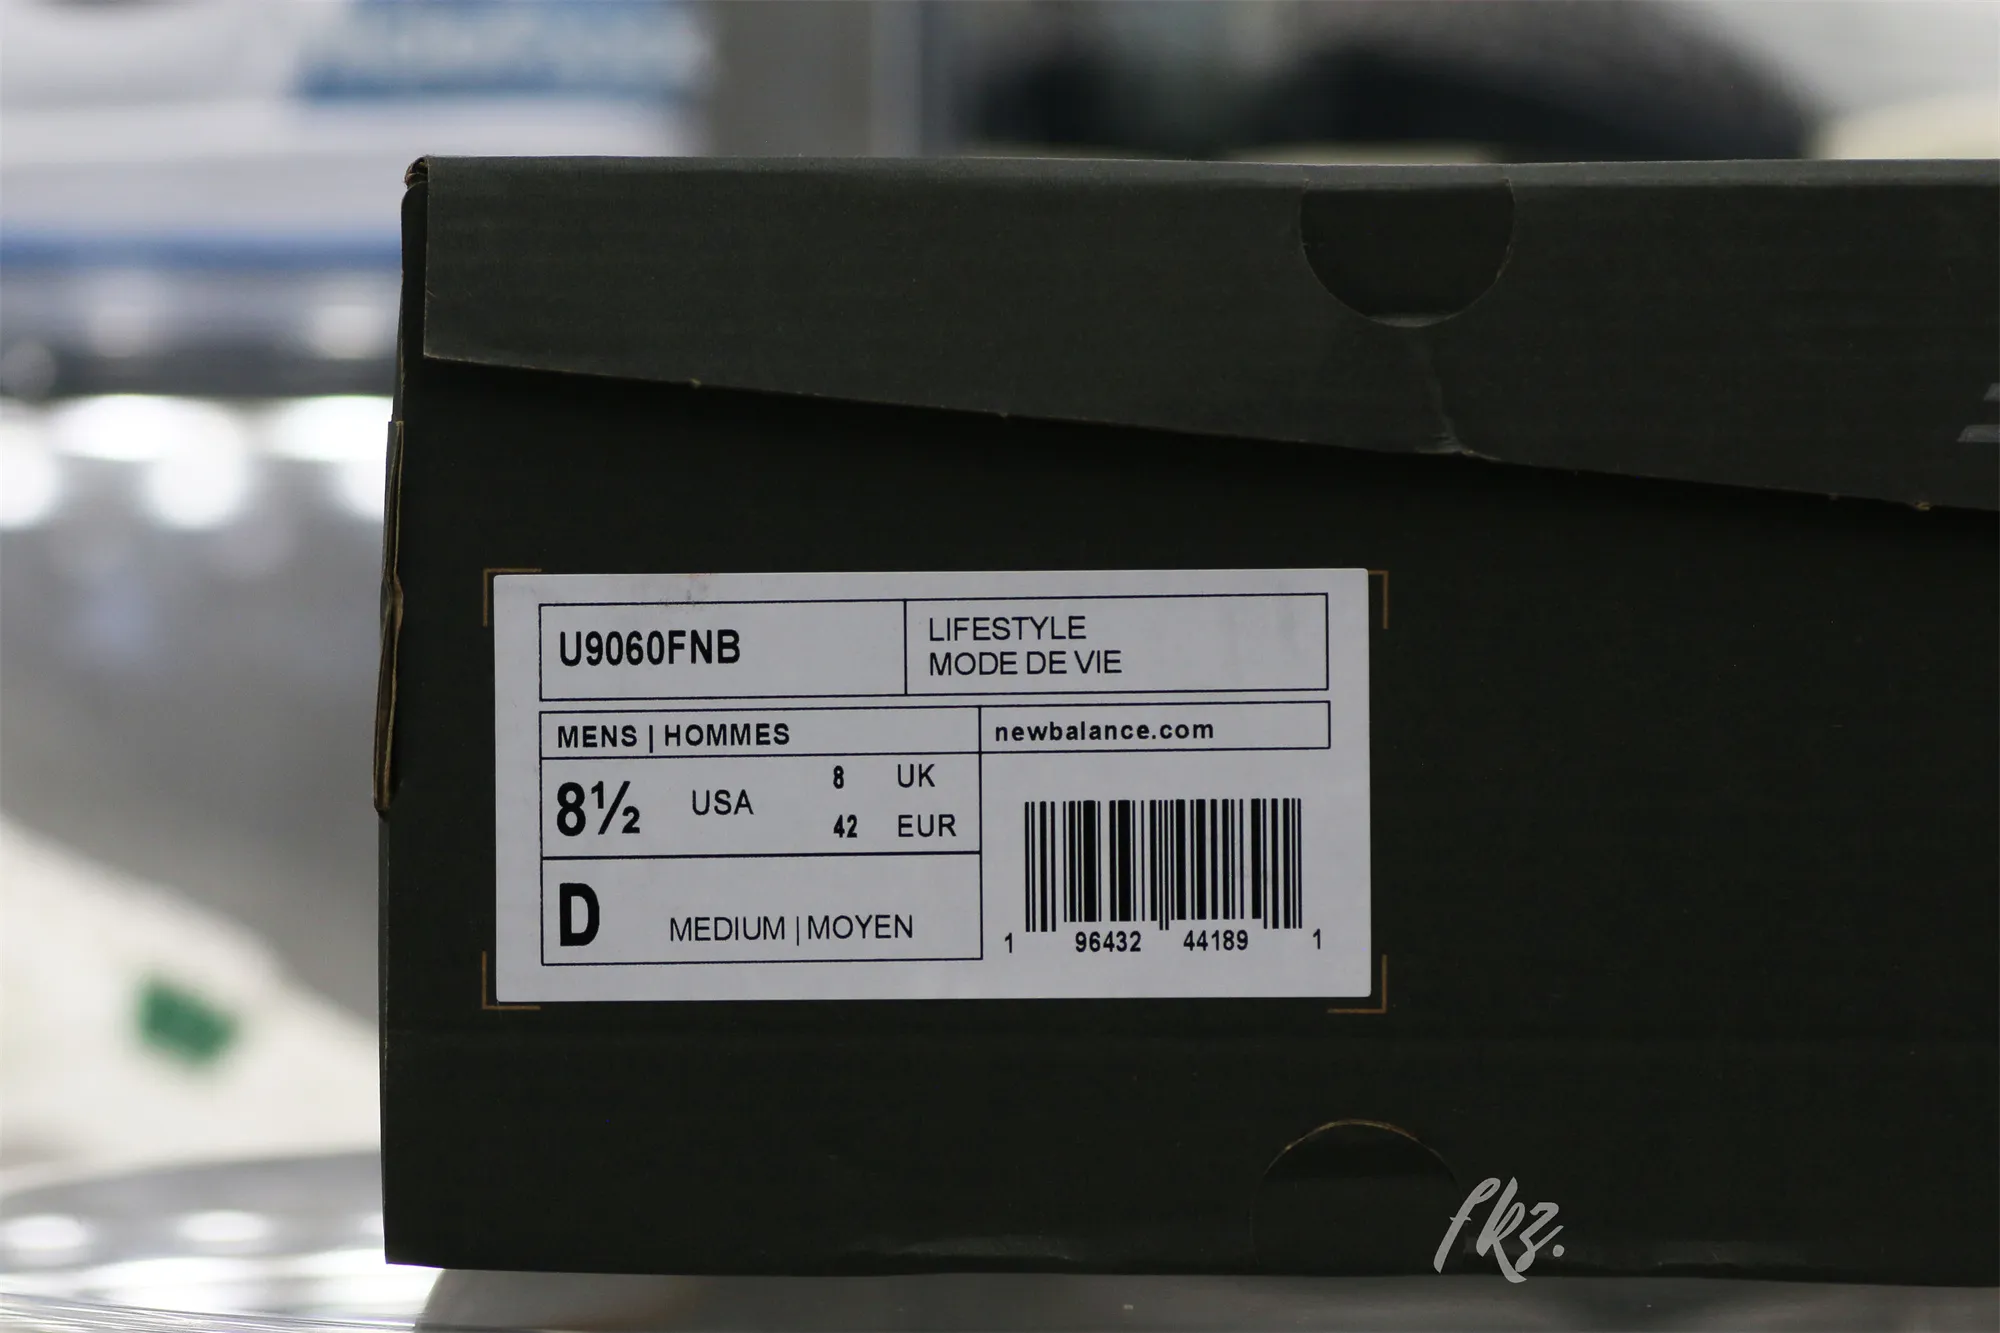 U9060FNB
LIFESTYLE
MODE DE VIE
MENS | HOMMES
newbalance.com
8½ USA
8 UK
42 EUR
D MEDIUM | MOYEN
1 96432 44189 1
fkz.